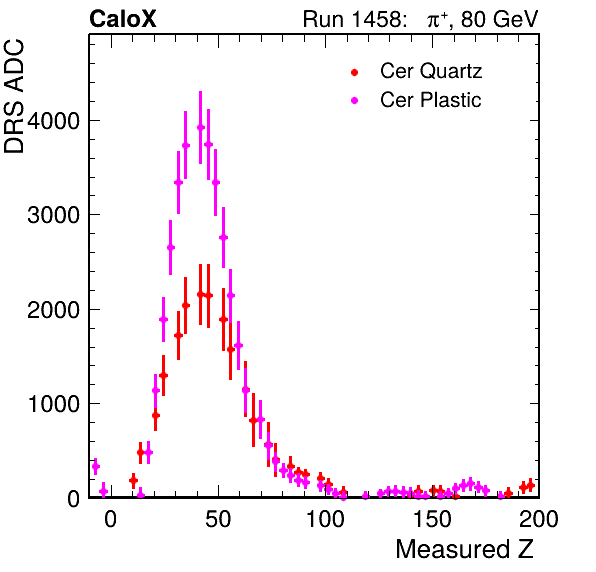 CaloX Run 1458: π⁺, 80 GeV
DRS ADC
Cer Quartz
Cer Plastic
4000
3000
2000
1000
0
0 50 100 150 200
Measured Z